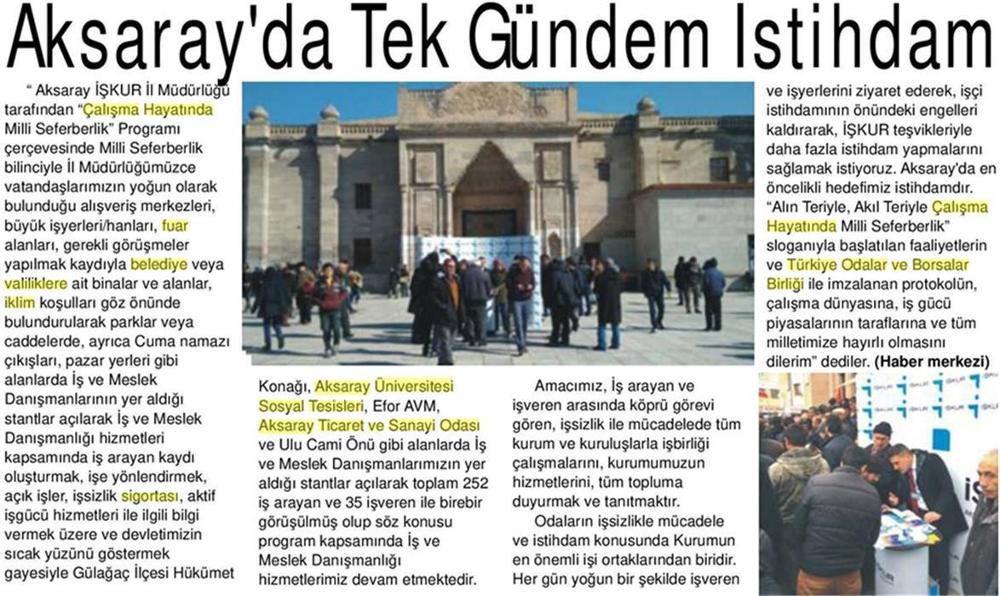 Aksaray'da Tek Gündem Istihdam
“ Aksaray İŞKUR İl Müdürlüğü
tarafından “Çalışma Hayatında
Milli Seferberlik” Programı
çerçevesinde Milli Seferberlik
bilinciyle İl Müdürlüğümüzce
vatandaşlarımızın yoğun olarak
bulunduğu alışveriş merkezleri,
büyük işyerleri/hanları, fuar
alanları, gerekli görüşmeler
yapılmak kaydıyla belediye veya
valiliklere ait binalar ve alanlar,
iklim koşulları göz önünde
bulundurularak parklar veya
caddelerde, ayrıca Cuma namazı
çıkışları, pazar yerleri gibi
alanlarda İş ve Meslek
Danışmanlarının yer aldığı
stantlar açılarak İş ve Meslek
Danışmanlığı hizmetleri
kapsamında iş arayan kaydı
oluşturmak, işe yönlendirmek,
açık işler, işsizlik sigortası, aktif
işgücü hizmetleri ile ilgili bilgi
vermek üzere ve devletimizin
sıcak yüzünü göstermek
gayesiyle Gülağaç İlçesi Hükümet
Konağı, Aksaray Üniversitesi
Sosyal Tesisleri, Efor AVM,
Aksaray Ticaret ve Sanayi Odası
ve Ulu Cami Önü gibi alanlarda İş
ve Meslek Danışmanlarımızın yer
aldığı stantlar açılarak toplam 252
iş arayan ve 35 işveren ile birebir
görüşülmüş olup söz konusu
program kapsamında İş ve
Meslek Danışmanlığı
hizmetlerimiz devam etmektedir.
Amacımız, İş arayan ve
işveren arasında köprü görevi
gören, işsizlik ile mücadelede tüm
kurum ve kuruluşlarla işbirliği
çalışmalarını, kurumumuzun
hizmetlerini, tüm topluma
duyurmak ve tanıtmaktır.
Odaların işsizlikle mücadele
ve istihdam konusunda Kurumun
en önemli işi ortaklarından biridir.
Her gün yoğun bir şekilde işveren
ve işyerlerini ziyaret ederek, işçi
istihdamının önündeki engelleri
kaldırarak, İŞKUR teşvikleriyle
daha fazla istihdam yapmalarını
sağlamak istiyoruz. Aksaray'da en
öncelikli hedefimiz istihdamdır.
“Alın Teriyle, Akıl Teriyle Çalışma
Hayatında Milli Seferberlik”
sloganıyla başlatılan faaliyetlerin
ve Türkiye Odalar ve Borsalar
Birliği ile imzalanan protokolün,
çalışma dünyasına, iş gücü
piyasalarının taraflarına ve tüm
milletimize hayırlı olmasını
dilerim” dediler. (Haber merkezi)